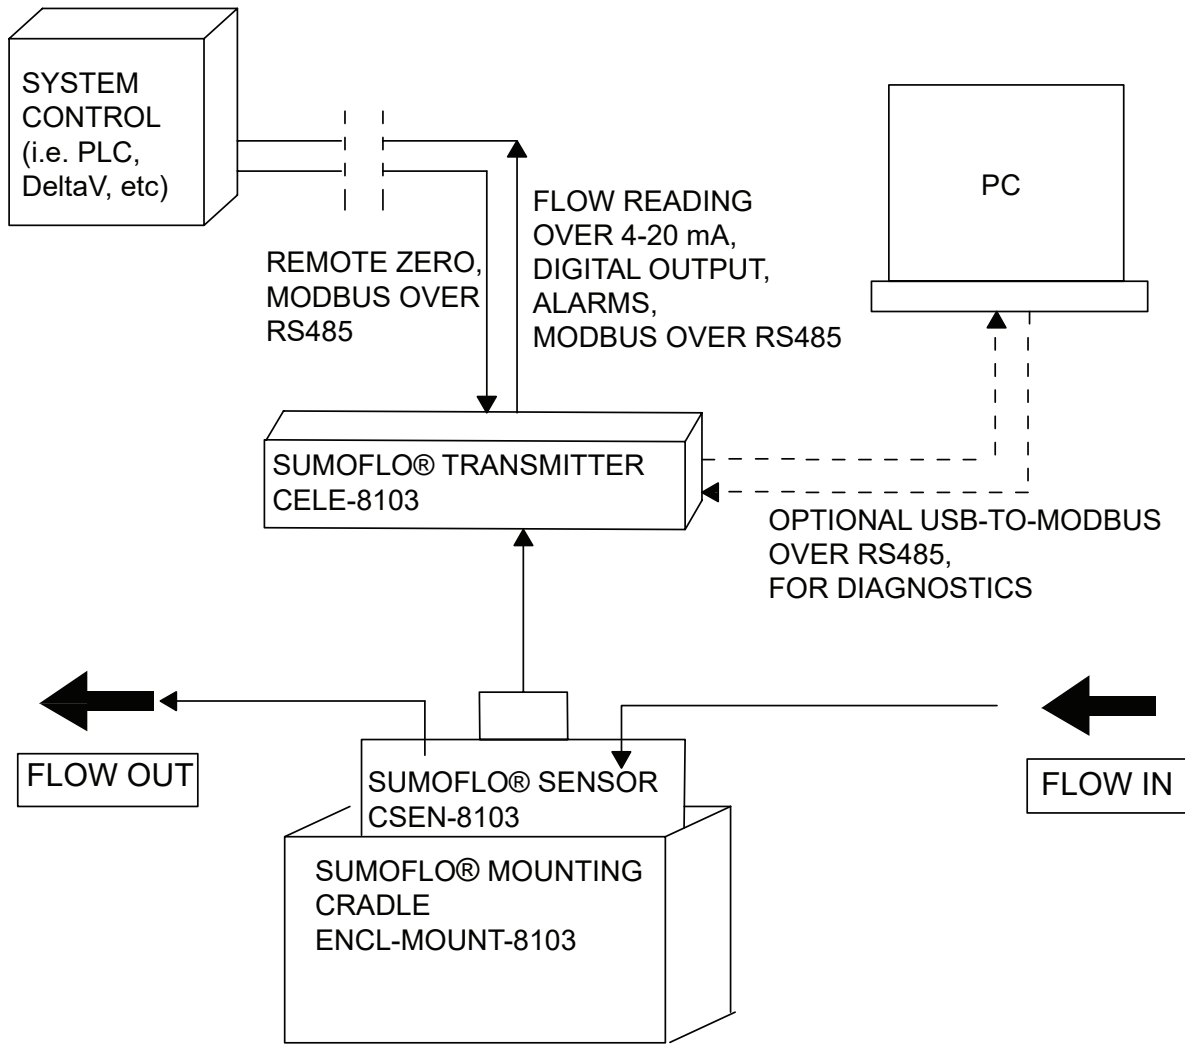 SYSTEM
CONTROL
(i.e. PLC,
DeltaV, etc)
PC
FLOW READING
OVER 4-20 mA,
DIGITAL OUTPUT,
ALARMS,
MODBUS OVER RS485
REMOTE ZERO,
MODBUS OVER
RS485
SUMOFLO® TRANSMITTER
CELE-8103
OPTIONAL USB-TO-MODBUS
OVER RS485,
FOR DIAGNOSTICS
FLOW OUT
FLOW IN
SUMOFLO® SENSOR
CSEN-8103
SUMOFLO® MOUNTING
CRADLE
ENCL-MOUNT-8103